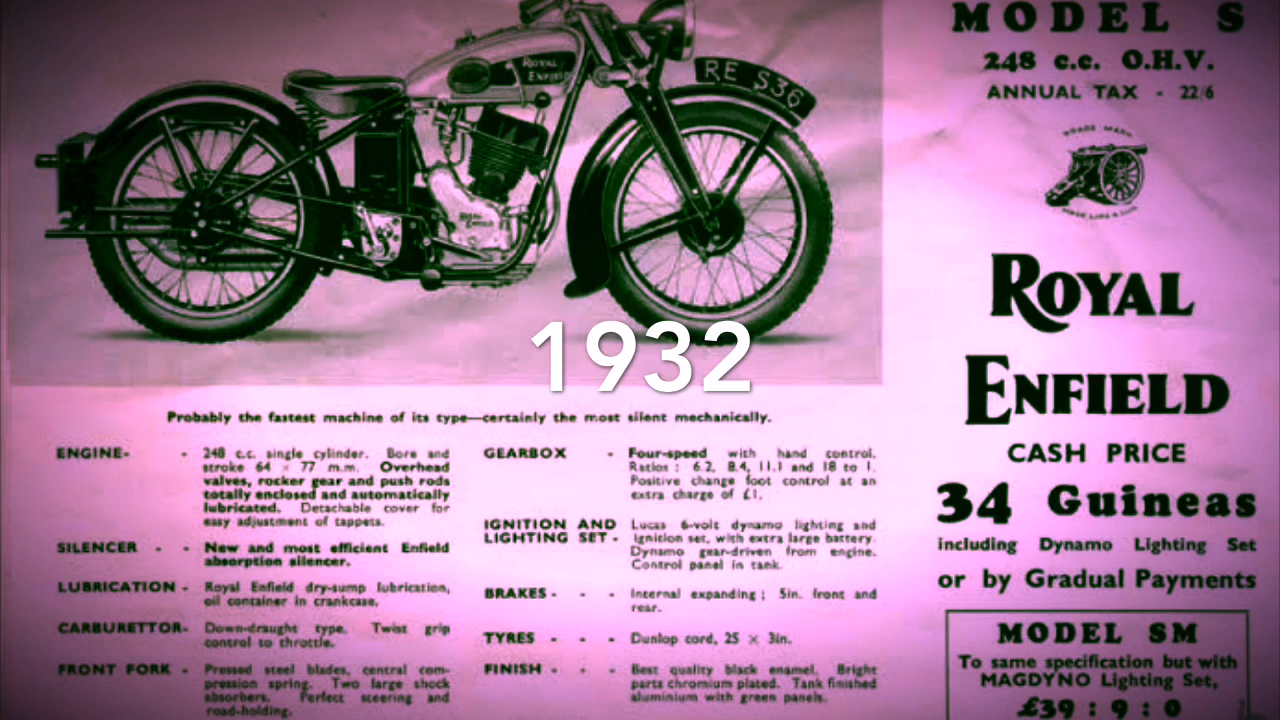 MODEL S
248 c.c. O.H.V.
ANNUAL TAX - 22/6
ROYAL
ENFIELD
RE S36
TRADE MARK
ROYAL
ENFIELD
CASH PRICE
34 Guineas
including Dynamo Lighting Set
or by Gradual Payments
MODEL SM
To same specification but with
MAGDYNO Lighting Set,
£39 : 9 : 0
1932
Probably the fastest machine of its type—certainly the most silent mechanically.
ENGINE- - 248 c.c. single cylinder. Bore and
stroke 64 × 77 m.m. Overhead
valves, rocker gear and push rods
totally enclosed and automatically
lubricated. Detachable cover for
easy adjustment of tappets.
SILENCER - - New and most efficient Enfield
absorption silencer.
LUBRICATION - Royal Enfield dry-sump lubrication,
oil container in crankcase.
CARBURETTOR- Down-draught type. Twist grip
control to throttle.
FRONT FORK - Pressed steel blades, central com-
pression spring. Two large shock
absorbers. Perfect steering and
road-holding.
GEARBOX - Four-speed with hand control.
Ratios : 6.2, 8.4, 11.1 and 18 to 1.
Positive change foot control at an
extra charge of £1.
IGNITION AND
LIGHTING SET - Lucas 6-volt dynamo lighting and
ignition set, with extra large battery.
Dynamo gear-driven from engine.
Control panel in tank.
BRAKES - - - Internal expanding ; 5in. front and
rear.
TYRES - - - Dunlop cord, 25 × 3in.
FINISH - - - Best quality black enamel. Bright
parts chromium plated. Tank finished
aluminium with green panels.